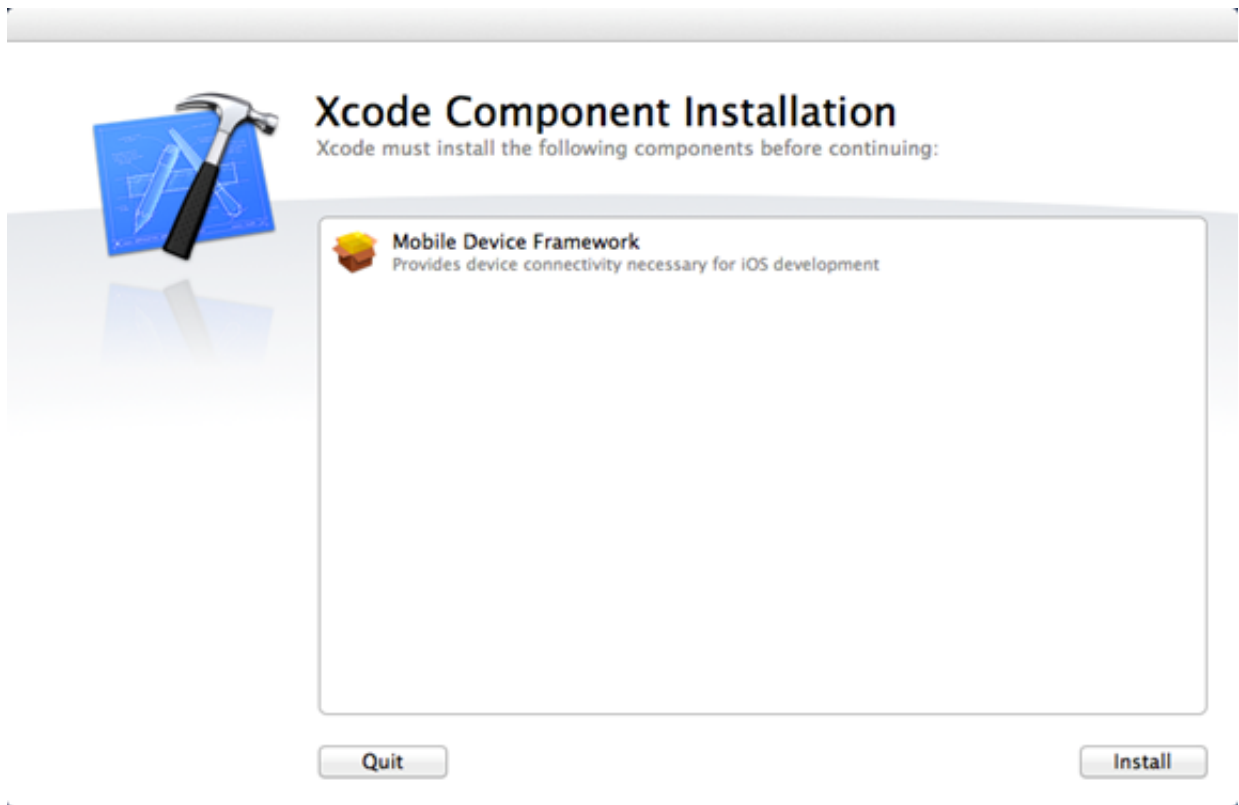 Xcode Component Installation
Xcode must install the following components before continuing:
Mobile Device Framework
Provides device connectivity necessary for iOS development
Quit
Install